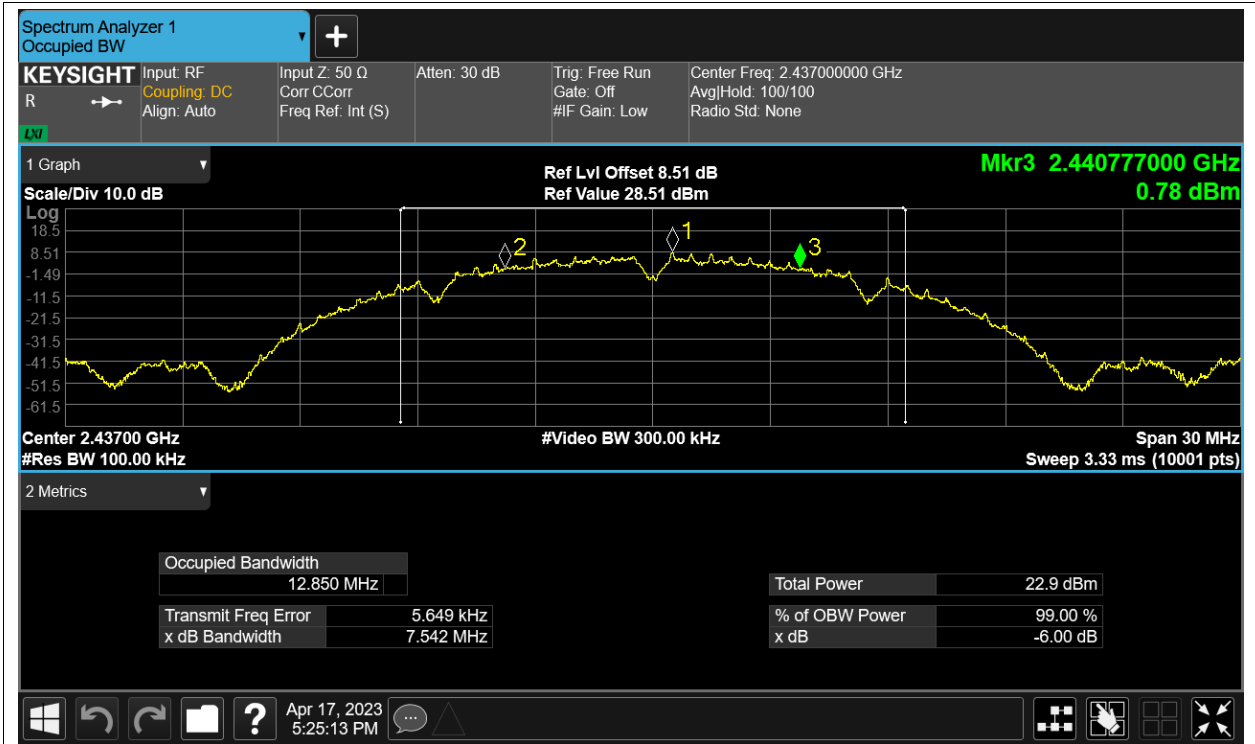 Spectrum Analyzer 1
Occupied BW
KEYSIGHT
R
LXI
Input: RF
Coupling: DC
Align: Auto
Input Z: 50 Ω
Corr CCorr
Freq Ref: Int (S)
Atten: 30 dB
Trig: Free Run
Gate: Off
#IF Gain: Low
Center Freq: 2.437000000 GHz
Avg|Hold: 100/100
Radio Std: None
1 Graph
Scale/Div 10.0 dB
Ref Lvl Offset 8.51 dB
Ref Value 28.51 dBm
Mkr3 2.440777000 GHz
0.78 dBm
Log
18.5
8.51
-1.49
-11.5
-21.5
-31.5
-41.5
-51.5
-61.5
2
1
3
Center 2.43700 GHz
#Video BW 300.00 kHz
Span 30 MHz
#Res BW 100.00 kHz
Sweep 3.33 ms (10001 pts)
2 Metrics
Occupied Bandwidth
12.850 MHz
Total Power 22.9 dBm
Transmit Freq Error 5.649 kHz
% of OBW Power 99.00 %
x dB Bandwidth 7.542 MHz
x dB -6.00 dB
?
Apr 17, 2023
5:25:13 PM